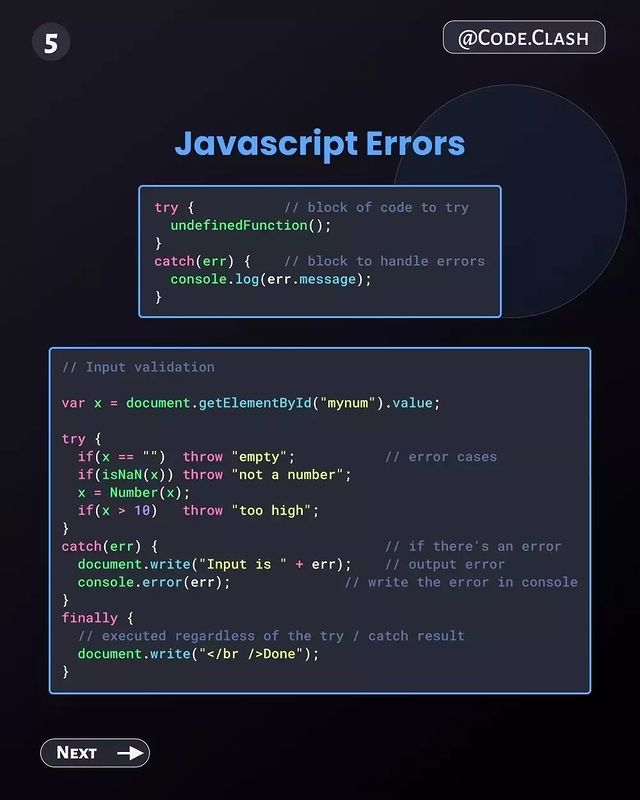 5
@CODE.CLASH
Javascript Errors
try {           // block of code to try
  undefinedFunction();
}
catch(err) {    // block to handle errors
  console.log(err.message);
}
// Input validation
var x = document.getElementById("mynum").value;
try {
  if(x == "")  throw "empty";           // error cases
  if(isNaN(x)) throw "not a number";
  x = Number(x);
  if(x > 10)   throw "too high";
}
catch(err) {                            // if there's an error
  document.write("Input is " + err);    // output error
  console.error(err);              // write the error in console
}
finally {
  // executed regardless of the try / catch result
  document.write("</br />Done");
}
NEXT